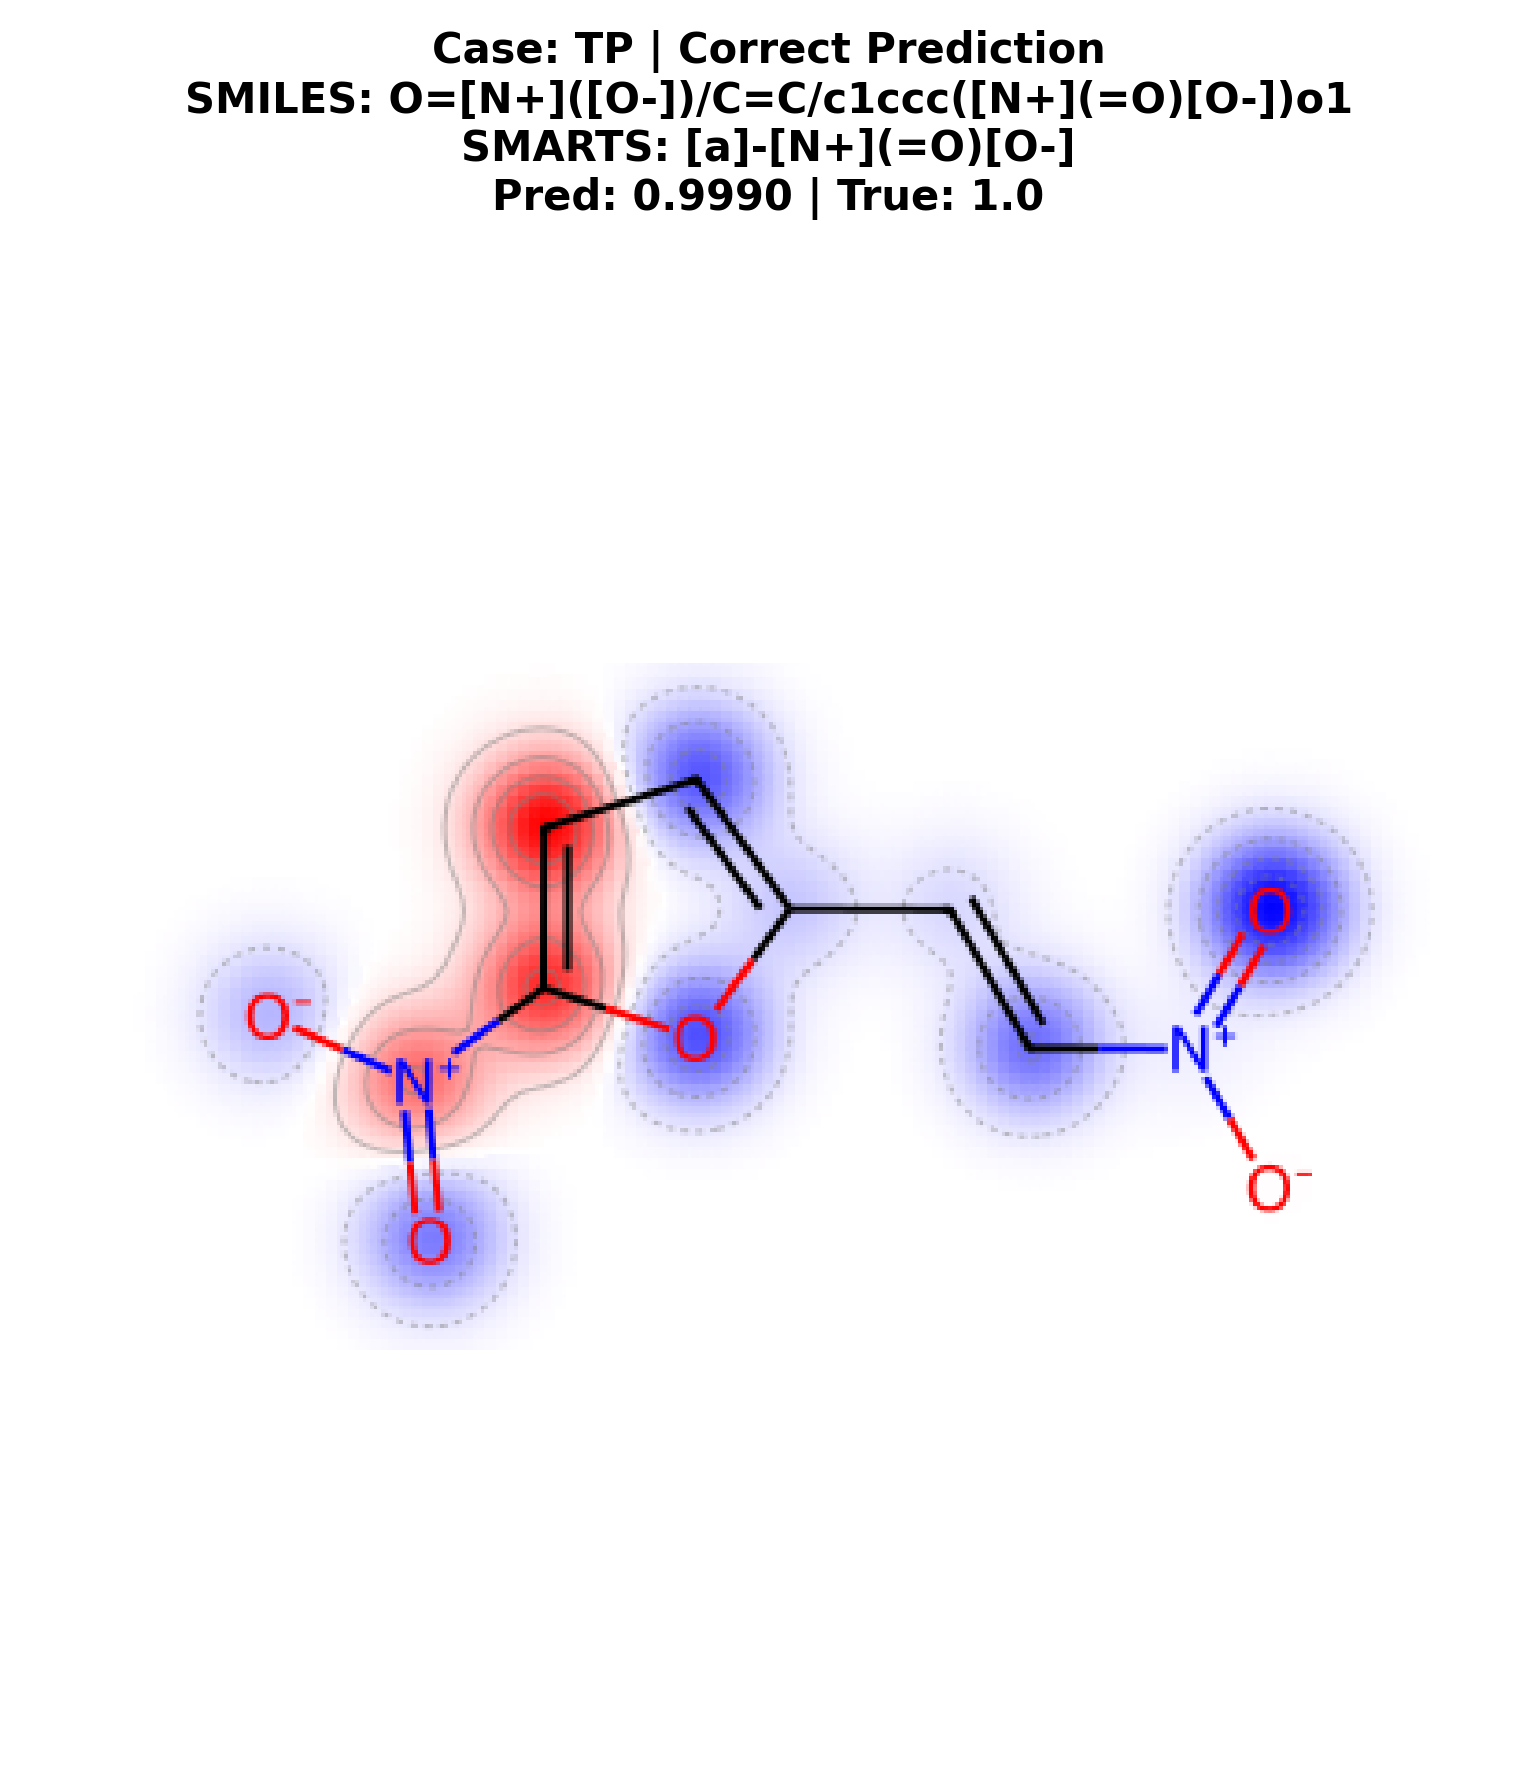 Case: TP | Correct Prediction
SMILES: O=[N+]([O-])/C=C/c1ccc([N+](=O)[O-])o1
SMARTS: [a]-[N+](=O)[O-]
Pred: 0.9990 | True: 1.0
O
O⁻ O N⁺
N⁺ O
O⁻
O